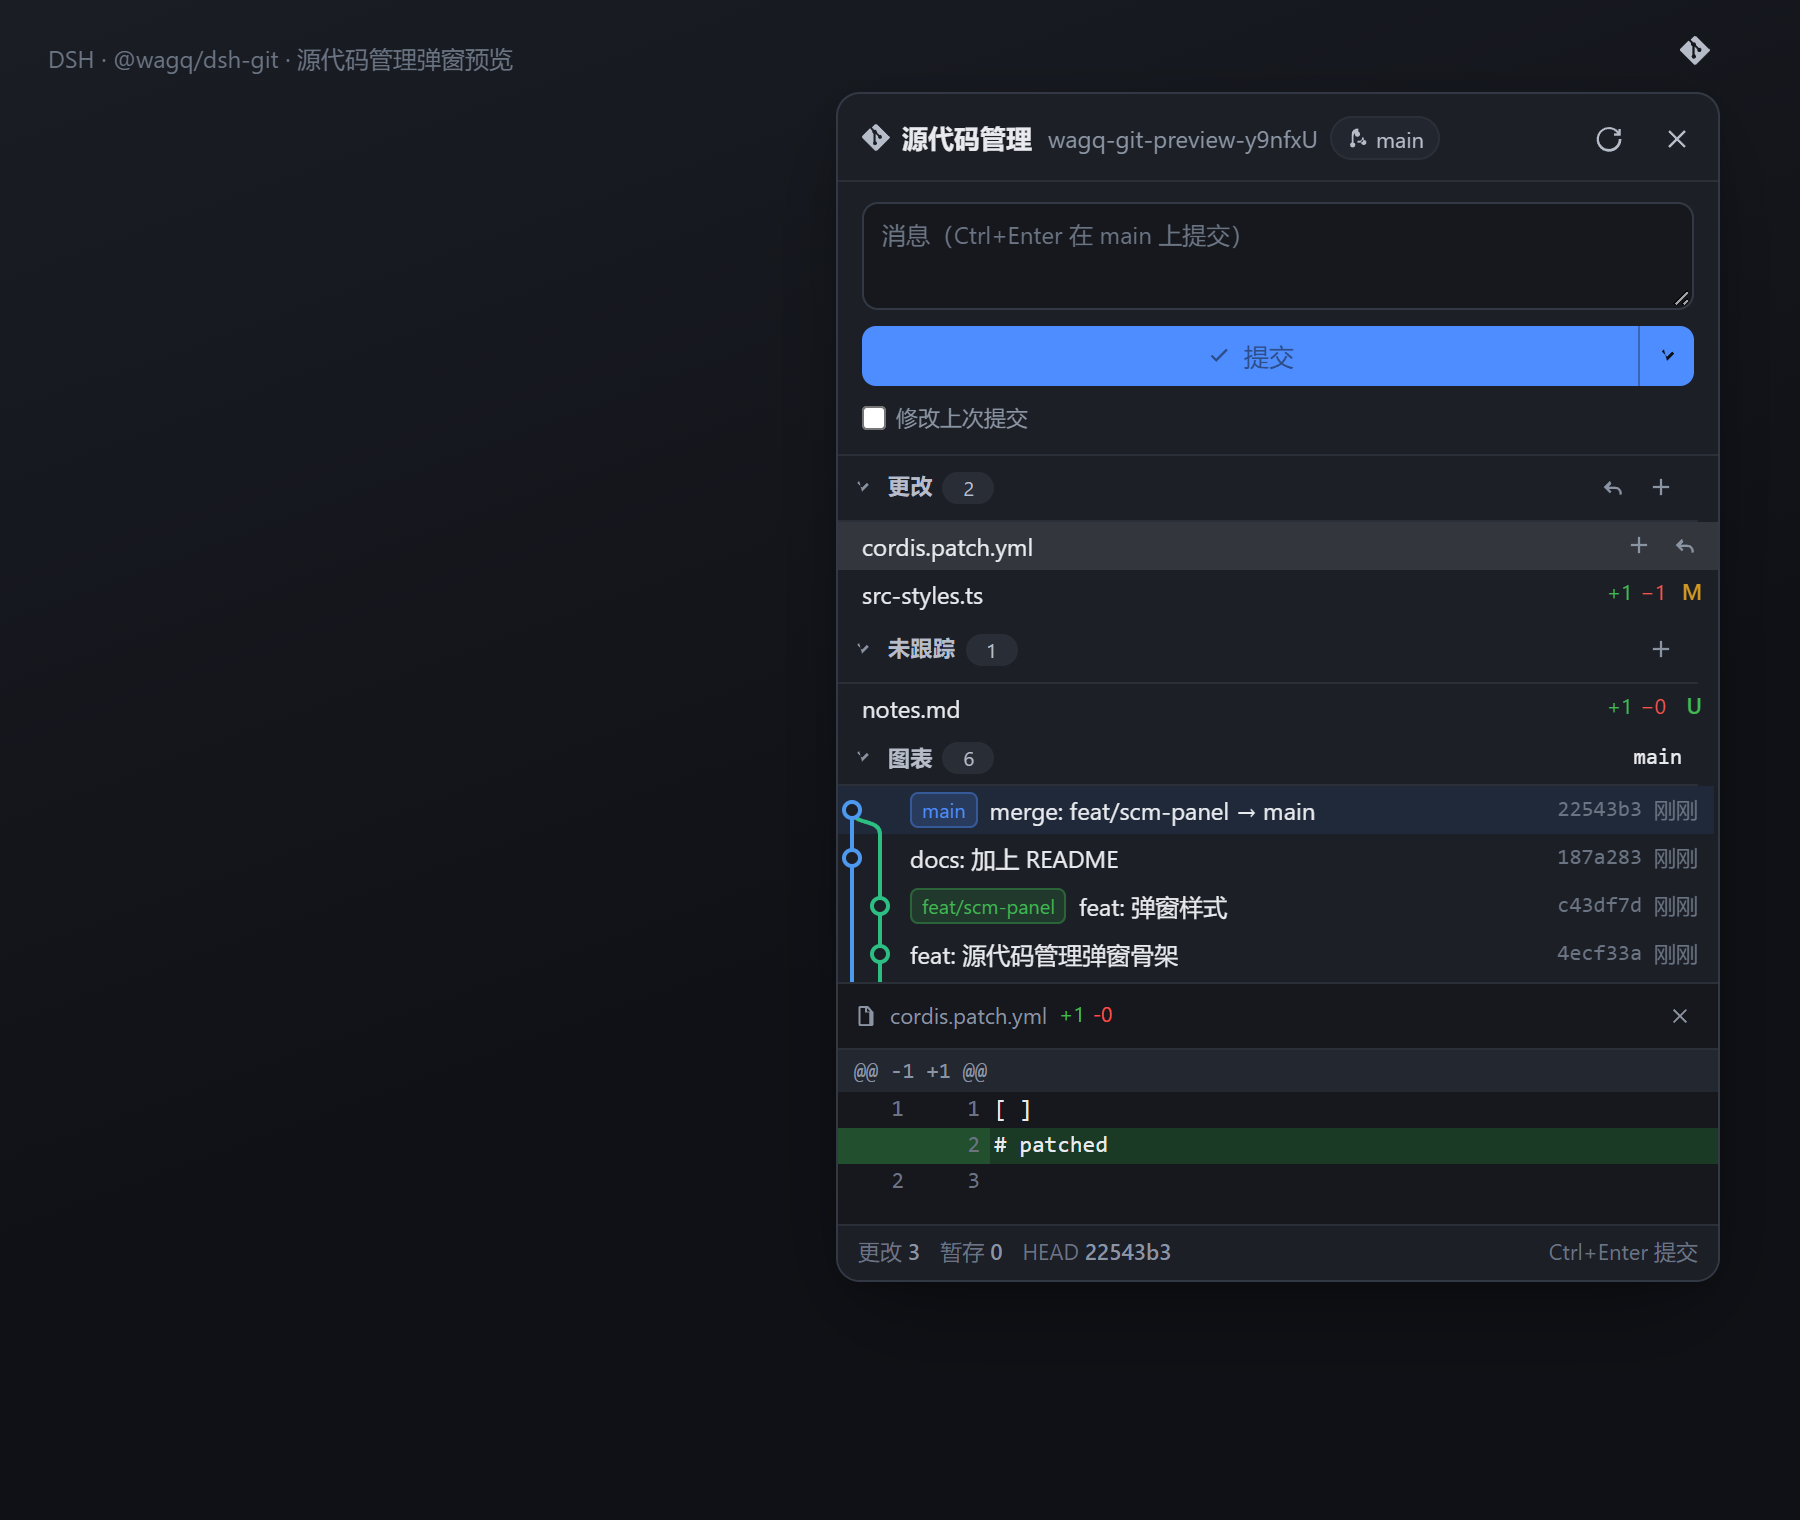 DSH · @wagq/dsh-git · 源代码管理弹窗预览
源代码管理 wagq-git-preview-y9nfxU main
消息（Ctrl+Enter 在 main 上提交）
提交
修改上次提交
更改 2
cordis.patch.yml
src-styles.ts +1 −1 M
未跟踪 1
notes.md +1 −0 U
图表 6 main
main merge: feat/scm-panel → main 22543b3 刚刚
docs: 加上 README 187a283 刚刚
feat/scm-panel feat: 弹窗样式 c43df7d 刚刚
feat: 源代码管理弹窗骨架 4ecf33a 刚刚
cordis.patch.yml +1 -0
@@ -1 +1 @@
1 1 [ ]
2 # patched
2 3
更改 3 暂存 0 HEAD 22543b3 Ctrl+Enter 提交